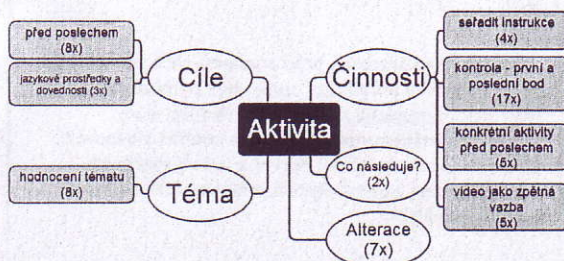 před poslechem
(8x)
jazykové prostředky a
dovednosti (3x)
Cíle
hodnocení tématu
(8x)
Téma
Aktivita
Činnosti
seřadit instrukce
(4x)
kontrola - první a
poslední bod
(17x)
konkrétní aktivity
před poslechem
(5x)
video jako zpětná
vazba
(5x)
Co následuje?
(2x)
Alterace
(7x)